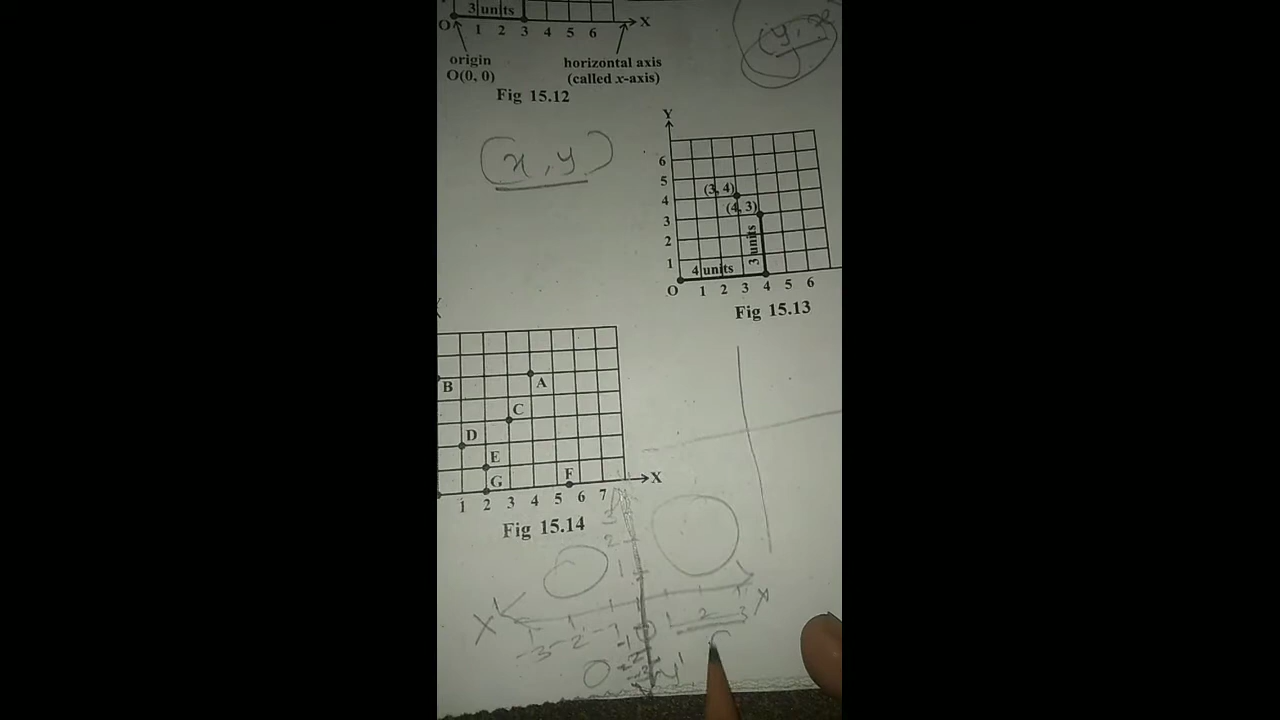 3 units
O 1 2 3 4 5 6 X
origin
O(0, 0)
horizontal axis
(called x-axis)
Fig 15.12
(x, y)
Y
6
5
4
3
2
1
(3, 4)
(4, 3)
3 units
4 units
O 1 2 3 4 5 6
Fig 15.13
B
A
C
D
E
G
F
X
1 2 3 4 5 6 7
Fig 15.14
3
2
1
X'
X
-3 -2 -1
1 2 3